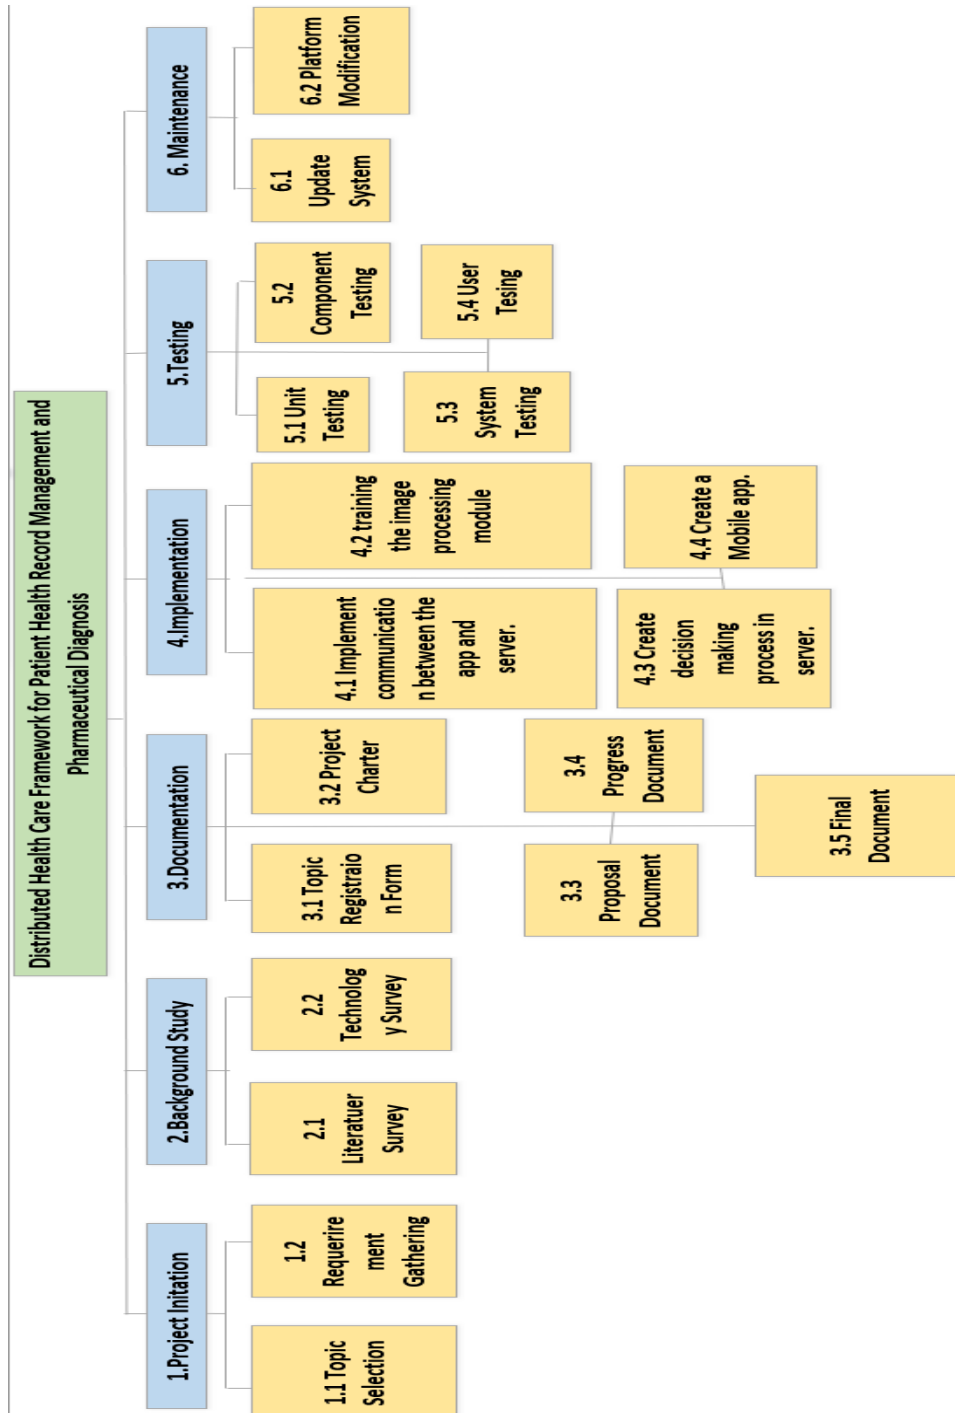 Distributed Health Care Framework for Patient Health Record Management and
Pharmaceutical Diagnosis
1.Project Initation
1.1 Topic
Selection
1.2
Requerire
ment
Gathering
2.Background Study
2.1
Literatuer
Survey
2.2
Technolog
y Survey
3.Documentation
3.1 Topic
Registraio
n Form
3.2 Project
Charter
3.3
Proposal
Document
3.4
Progress
Document
3.5 Final
Document
4.Implementation
4.1 Implement
communicatio
n between the
app and
server.
4.2 training
the image
processing
module
4.3 Create
decision
making
process in
server.
4.4 Create a
Mobile app.
5.Testing
5.1 Unit
Testing
5.2
Component
Testing
5.3
System
Testing
5.4 User
Tesing
6. Maintenance
6.1
Update
System
6.2 Platform
Modification